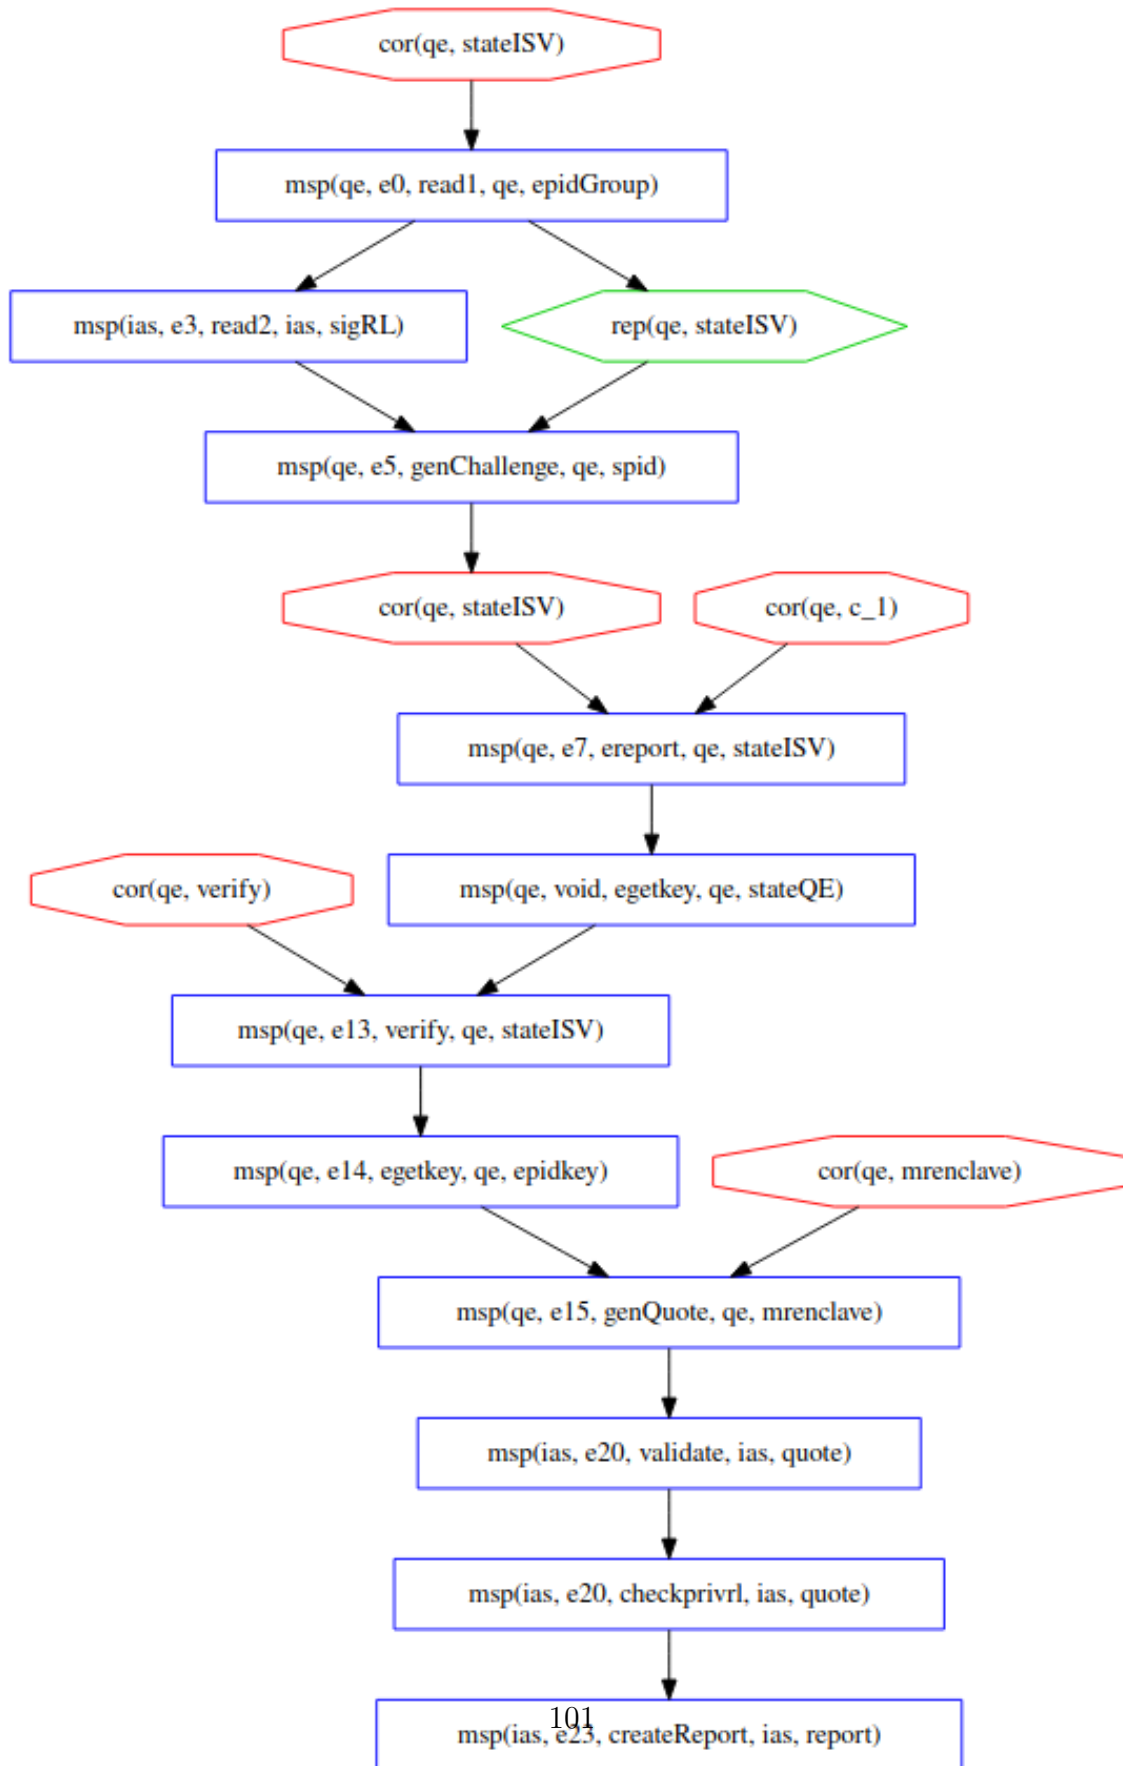 cor(qe, stateISV)
msp(qe, e0, read1, qe, epidGroup)
msp(ias, e3, read2, ias, sigRL)
rep(qe, stateISV)
msp(qe, e5, genChallenge, qe, spid)
cor(qe, stateISV)
cor(qe, c_1)
msp(qe, e7, ereport, qe, stateISV)
cor(qe, verify)
msp(qe, void, egetkey, qe, stateQE)
msp(qe, e13, verify, qe, stateISV)
msp(qe, e14, egetkey, qe, epidkey)
cor(qe, mrenclave)
msp(qe, e15, genQuote, qe, mrenclave)
msp(ias, e20, validate, ias, quote)
msp(ias, e20, checkprivrl, ias, quote)
101
msp(ias, e23, createReport, ias, report)